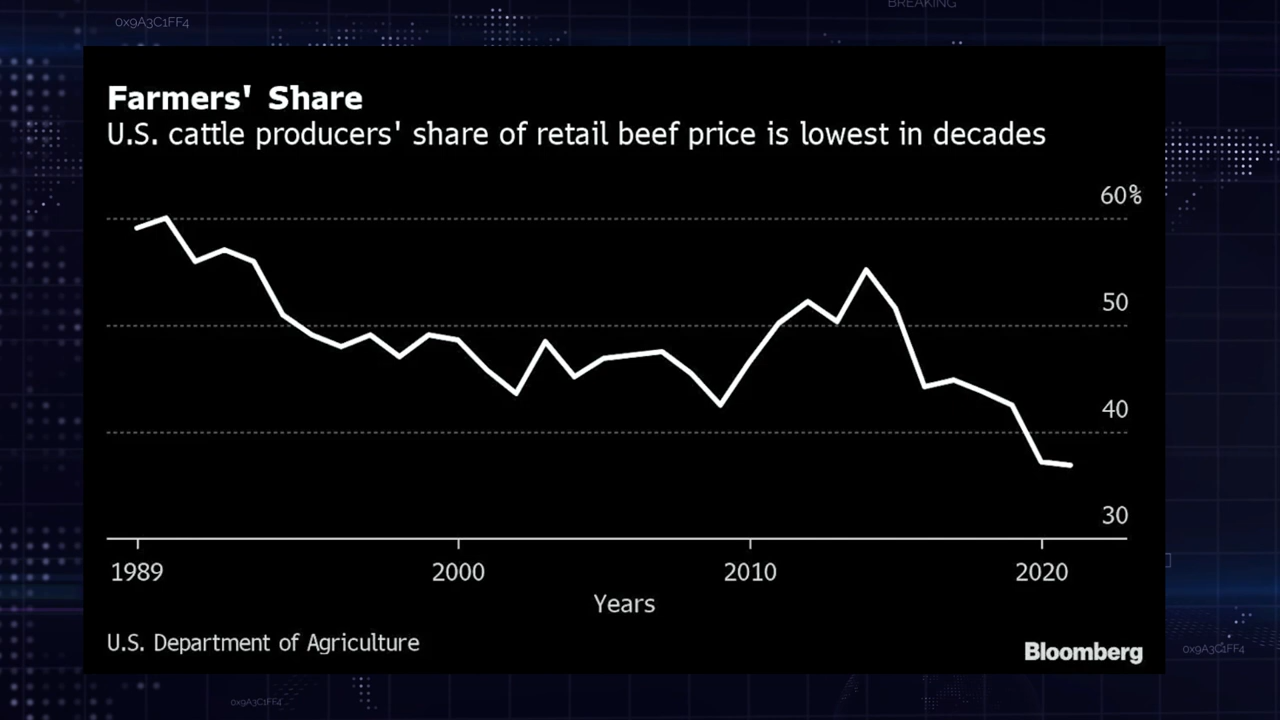 BREAKING
0x9A3C1FF4
Farmers' Share
U.S. cattle producers' share of retail beef price is lowest in decades
60%
50
40
30
1989 2000 2010 2020
Years
U.S. Department of Agriculture
Bloomberg
0x9A3C1FF4
0x9A3C1FF4